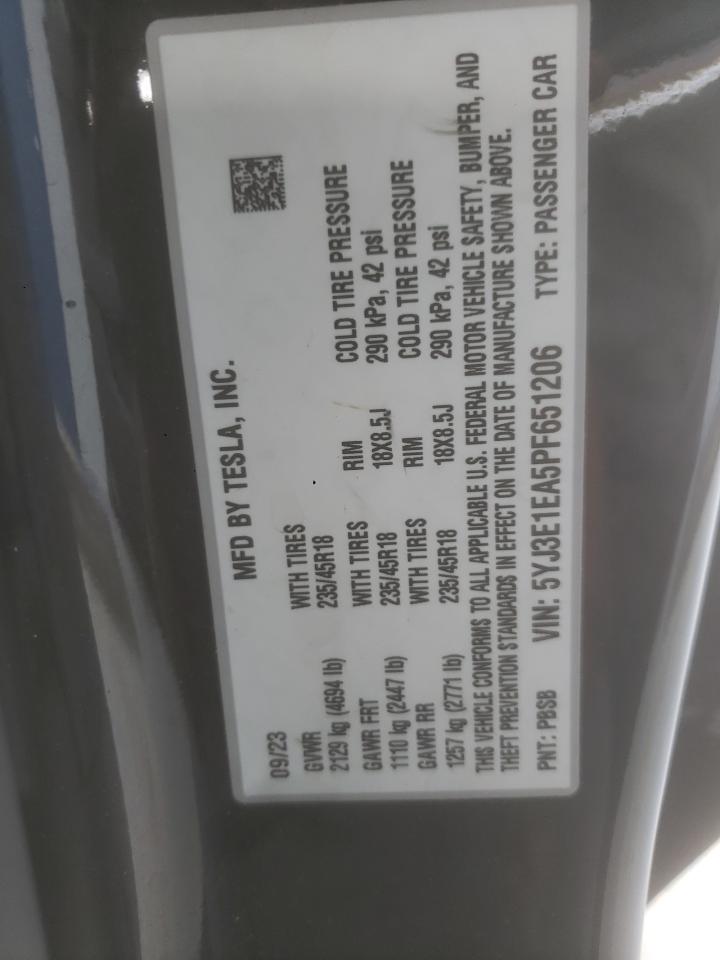 MFD BY TESLA, INC.
09/23
GVWR WITH TIRES RIM COLD TIRE PRESSURE
2129 kg (4694 lb) 235/45R18 18X8.5J 290 kPa, 42 psi
GAWR FRT WITH TIRES RIM COLD TIRE PRESSURE
1110 kg (2447 lb) 235/45R18 18X8.5J 290 kPa, 42 psi
GAWR RR WITH TIRES
1257 kg (2771 lb) 235/45R18
THIS VEHICLE CONFORMS TO ALL APPLICABLE U.S. FEDERAL MOTOR VEHICLE SAFETY, BUMPER, AND
THEFT PREVENTION STANDARDS IN EFFECT ON THE DATE OF MANUFACTURE SHOWN ABOVE.
PNT: PBSB VIN: 5YJ3E1EA5PF651206 TYPE: PASSENGER CAR